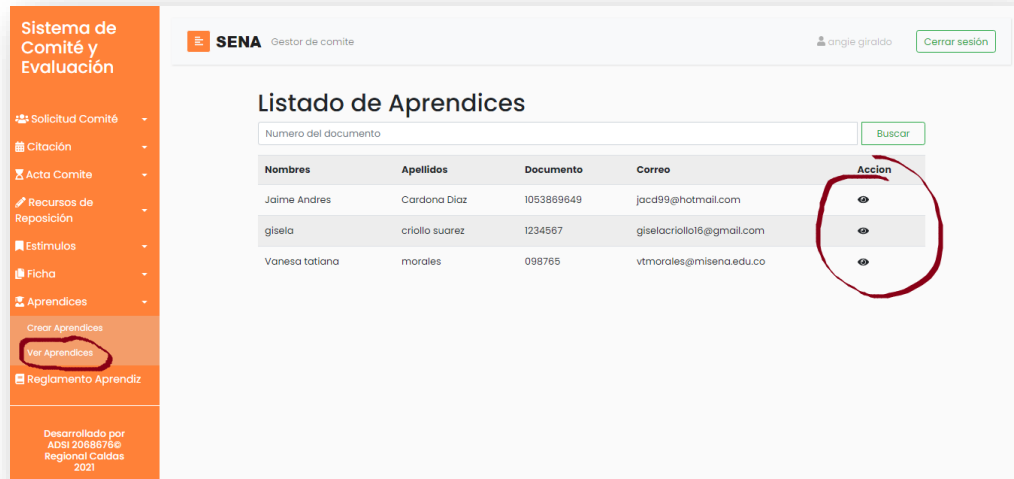 Sistema de
Comité y
Evaluación
Solicitud Comité
Citación
Acta Comite
Recursos de
Reposición
Estimulos
Ficha
Aprendices
Crear Aprendices
Ver Aprendices
Reglamento Aprendiz
Desarrollado por
ADSI 2068676©
Regional Caldas
2021
SENA Gestor de comite
angie giraldo Cerrar sesión
Listado de Aprendices
Numero del documento Buscar
Nombres Apellidos Documento Correo Accion
Jaime Andres Cardona Diaz 1053869649 jacd99@hotmail.com
gisela criollo suarez 1234567 giselacriollo16@gmail.com
Vanesa tatiana morales 098765 vtmorales@misena.edu.co